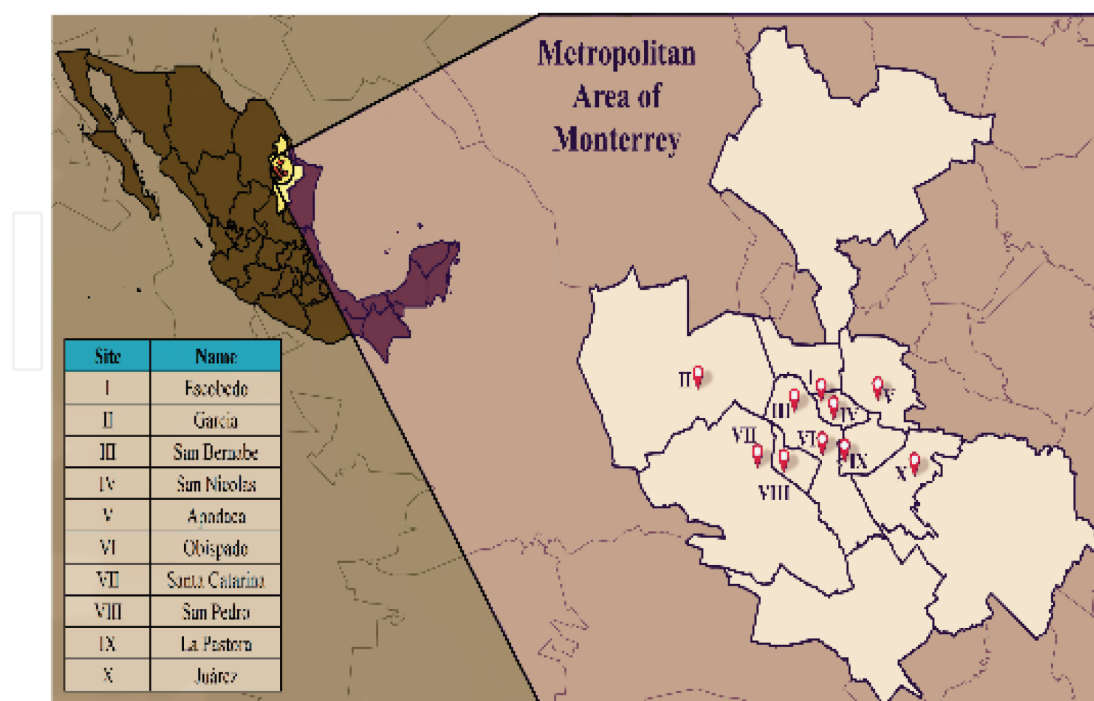 Metropolitan
Area of
Monterrey
Site Name
I Escobedo
II García
III San Bernabe
IV San Nicolas
V Apodaca
VI Obispado
VII Santa Catarina
VIII San Pedro
IX La Pastora
X Juárez
I
II
III
IV
V
VI
VII
VIII
IX
X